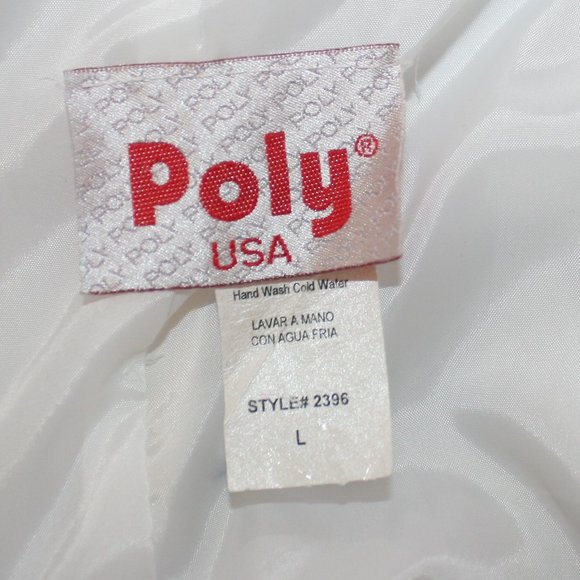 Poly®
USA
Hand Wash Cold Water
LAVAR A MANO
CON AGUA FRIA
STYLE# 2396
L